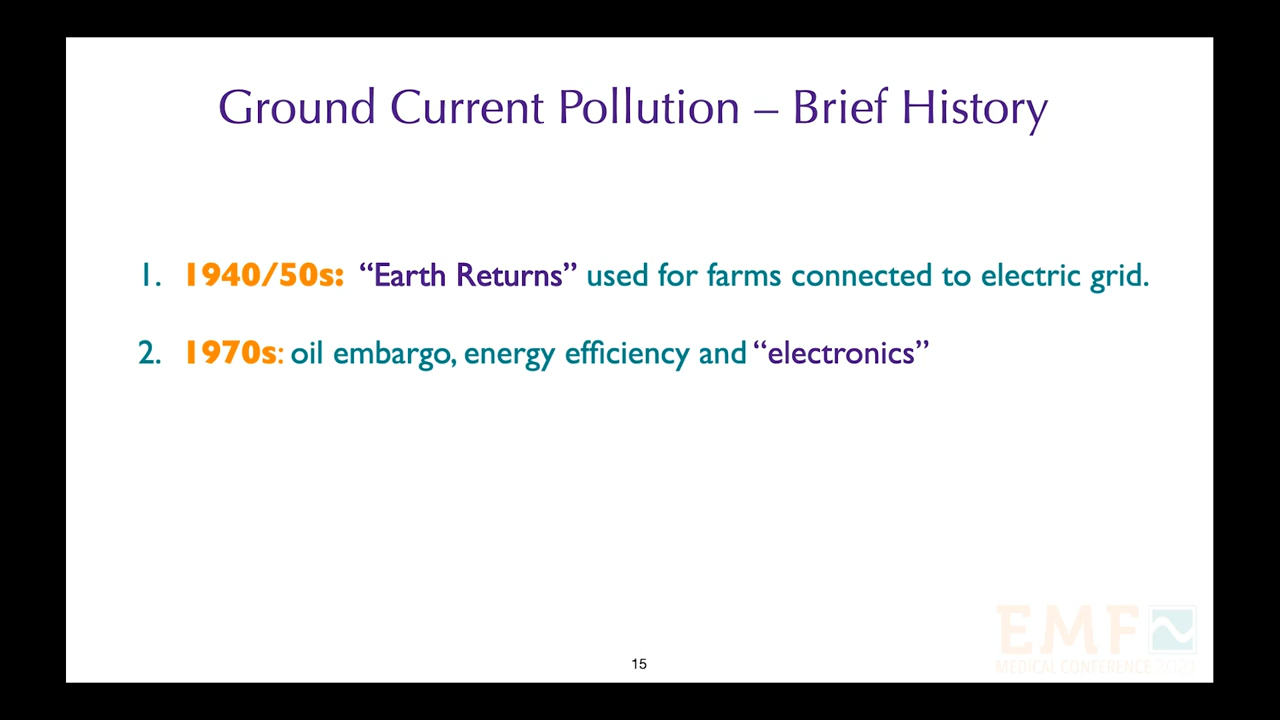 Ground Current Pollution – Brief History
1. 1940/50s: “Earth Returns” used for farms connected to electric grid.
2. 1970s: oil embargo, energy efficiency and “electronics”
EMF
MEDICAL CONFERENCE 2021
15